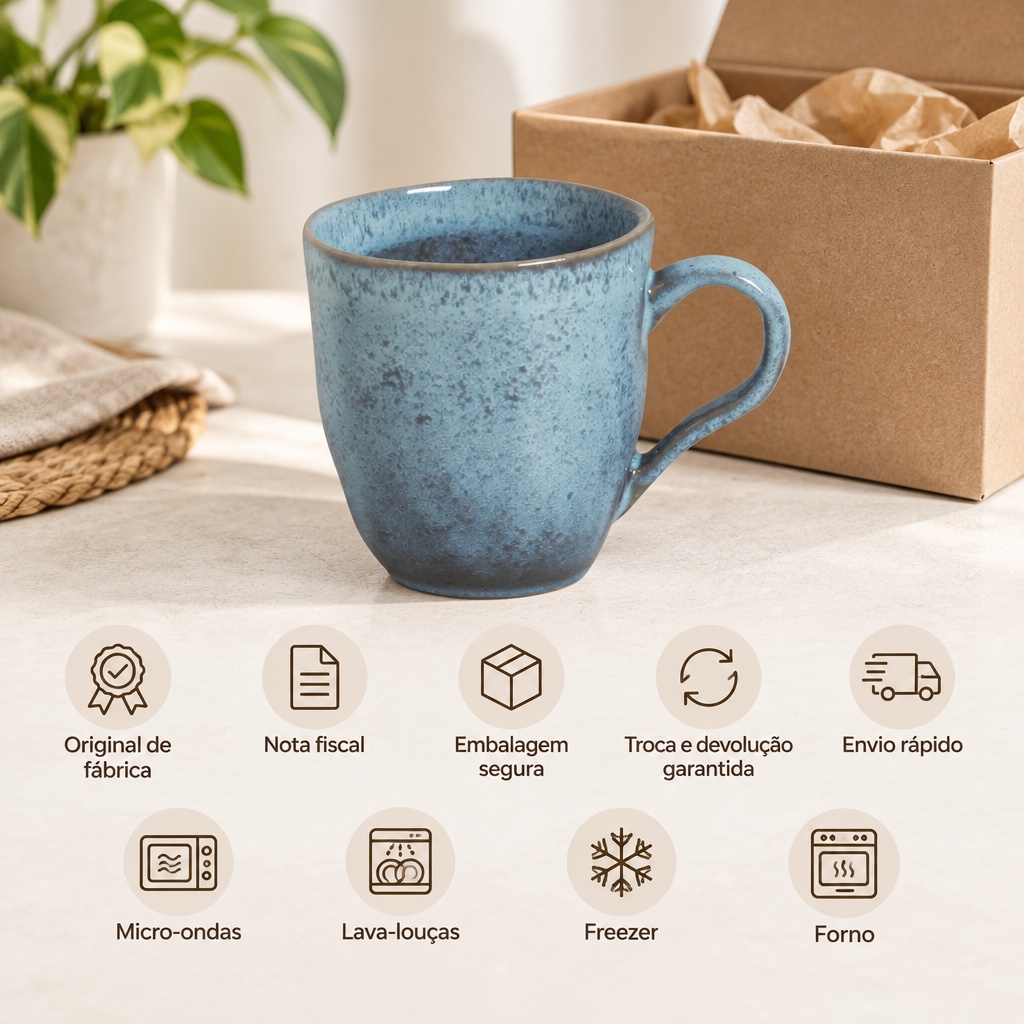 Original de
fábrica
Nota fiscal
Embalagem
segura
Troca e devolução
garantida
Envio rápido
Micro-ondas
Lava-louças
Freezer
Forno